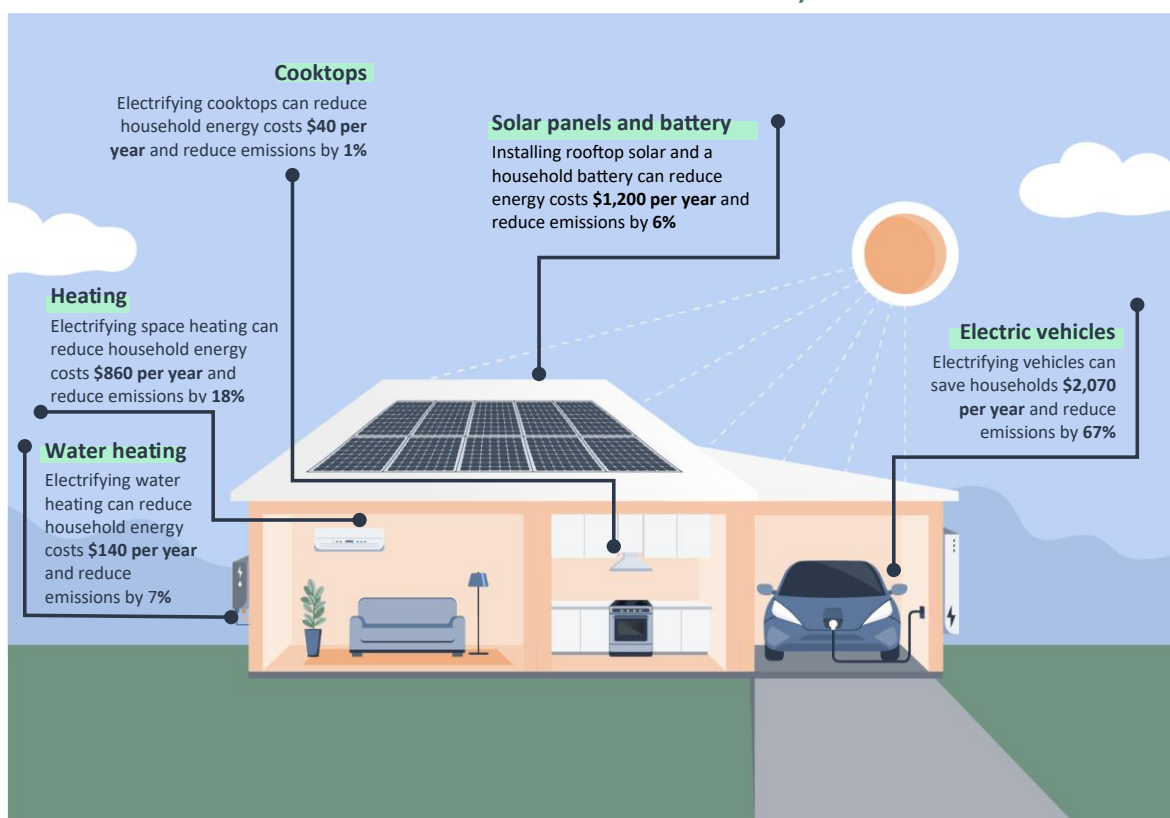 Cooktops
Electrifying cooktops can reduce
household energy costs $40 per
year and reduce emissions by 1%
Solar panels and battery
Installing rooftop solar and a
household battery can reduce
energy costs $1,200 per year and
reduce emissions by 6%
Heating
Electrifying space heating can
reduce household energy
costs $860 per year and
reduce emissions by 18%
Electric vehicles
Electrifying vehicles can
save households $2,070
per year and reduce
emissions by 67%
Water heating
Electrifying water
heating can reduce
household energy
costs $140 per year
and reduce
emissions by 7%